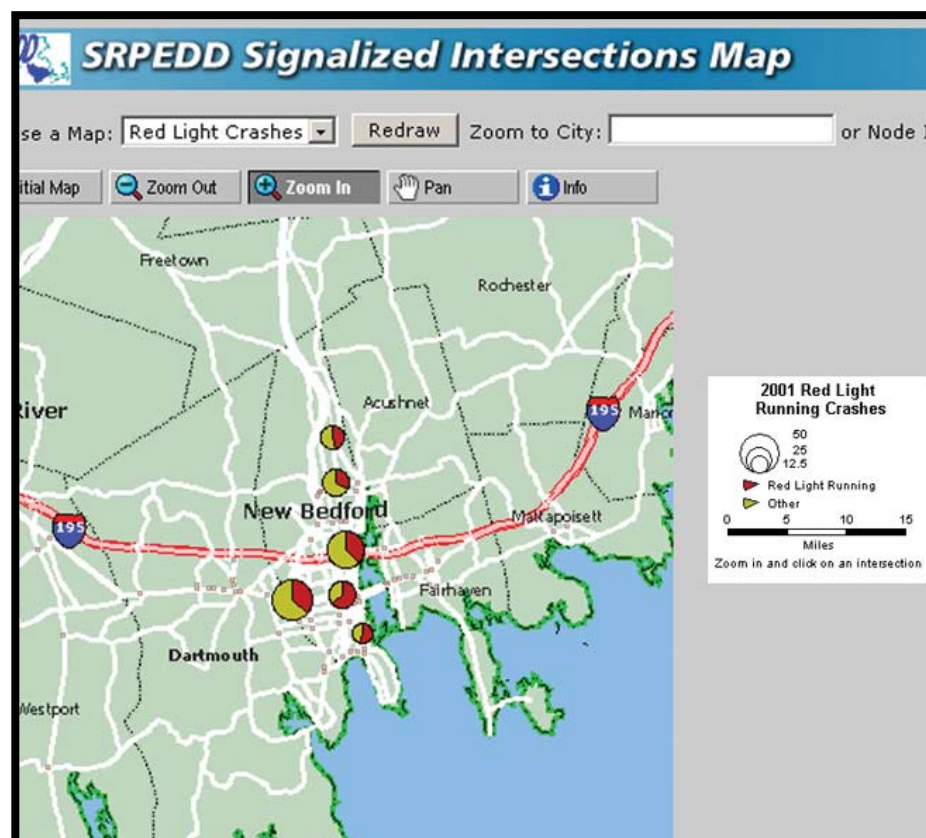 SRPEDD Signalized Intersections Map
se a Map: Red Light Crashes Redraw Zoom to City: or Node
itial Map Zoom Out Zoom In Pan Info
Freetown
Rochester
River
Acushnet
195
Marion
2001 Red Light
Running Crashes
50
25
12.5
Red Light Running
Other
0 5 10 15
Miles
Zoom in and click on an intersection
New Bedford
195
Mattapoisett
Fairhaven
Dartmouth
Westport